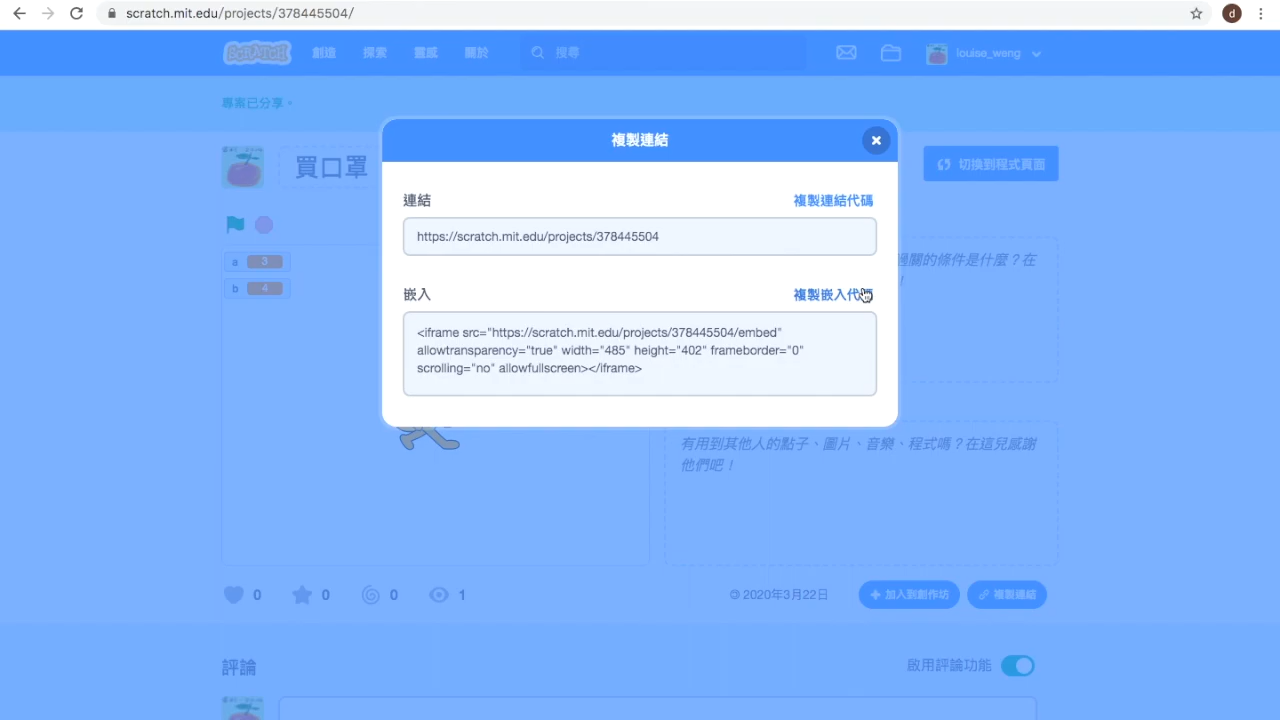 scratch.mit.edu/projects/378445504/
d
SCRATCH
創造
探索
靈感
關於
搜尋
louise_weng
專案已分享。
複製連結
買口罩
切換到程式頁面
連結
複製連結代碼
https://scratch.mit.edu/projects/378445504
a 3
b 4
過關的條件是什麼？在
！
嵌入
複製嵌入代碼
<iframe src="https://scratch.mit.edu/projects/378445504/embed"
allowtransparency="true" width="485" height="402" frameborder="0"
scrolling="no" allowfullscreen></iframe>
有用到其他人的點子、圖片、音樂、程式嗎？在這兒感謝
他們吧！
0
0
0
1
2020年3月22日
加入到創作坊
複製連結
評論
啟用評論功能